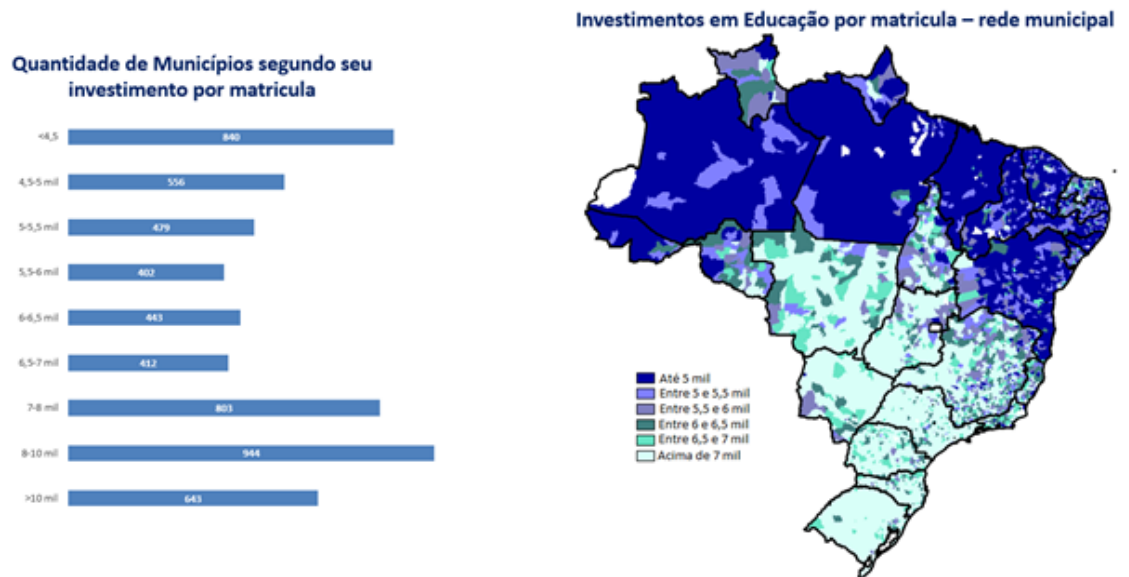 Investimentos em Educação por matricula – rede municipal
Quantidade de Municípios segundo seu
investimento por matricula
<4,5
840
4,5-5 mil
556
5-5,5 mil
479
5,5-6 mil
402
6-6,5 mil
443
6,5-7 mil
412
7-8 mil
803
8-10 mil
944
>10 mil
643
Até 5 mil
Entre 5 e 5,5 mil
Entre 5,5 e 6 mil
Entre 6 e 6,5 mil
Entre 6,5 e 7 mil
Acima de 7 mil